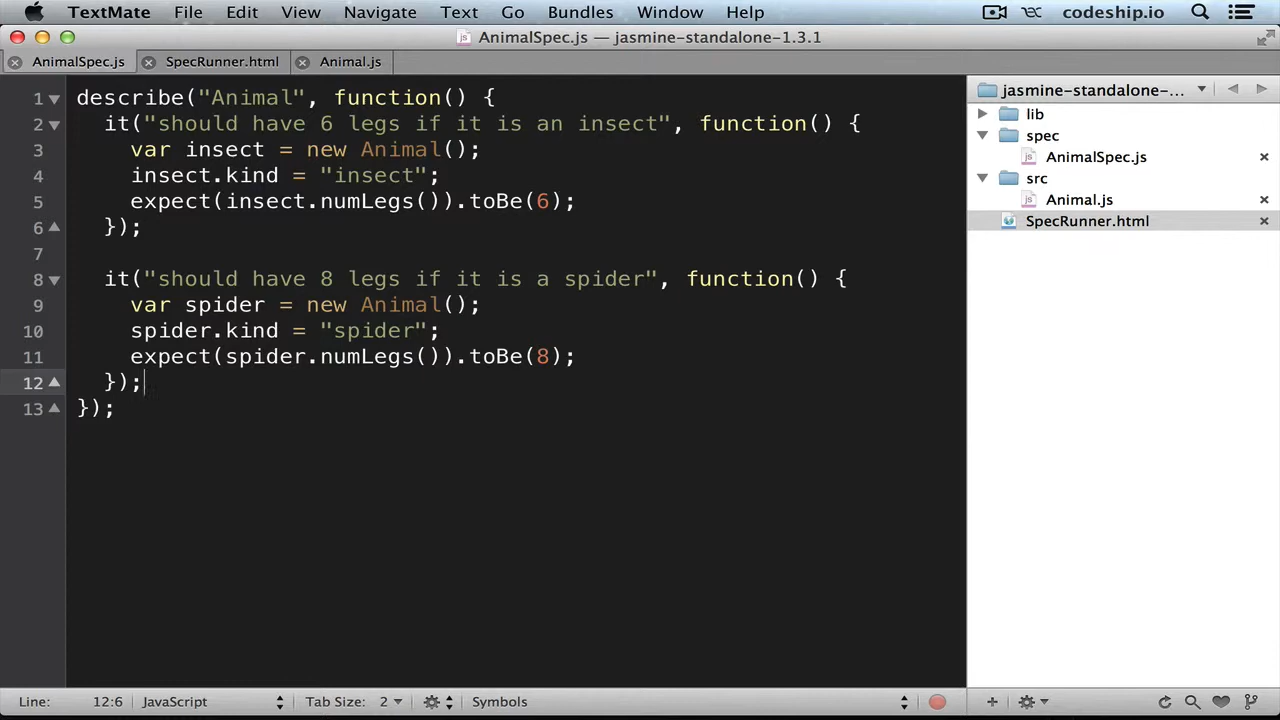 TextMate File Edit View Navigate Text Go Bundles Window Help codeship.io
AnimalSpec.js — jasmine-standalone-1.3.1
AnimalSpec.js SpecRunner.html Animal.js
1 describe("Animal", function() {
2 it("should have 6 legs if it is an insect", function() {
3 var insect = new Animal();
4 insect.kind = "insect";
5 expect(insect.numLegs()).toBe(6);
6 });
7
8 it("should have 8 legs if it is a spider", function() {
9 var spider = new Animal();
10 spider.kind = "spider";
11 expect(spider.numLegs()).toBe(8);
12 });
13 });
jasmine-standalone-...
lib
spec
AnimalSpec.js
src
Animal.js
SpecRunner.html
Line: 12:6 JavaScript Tab Size: 2 Symbols